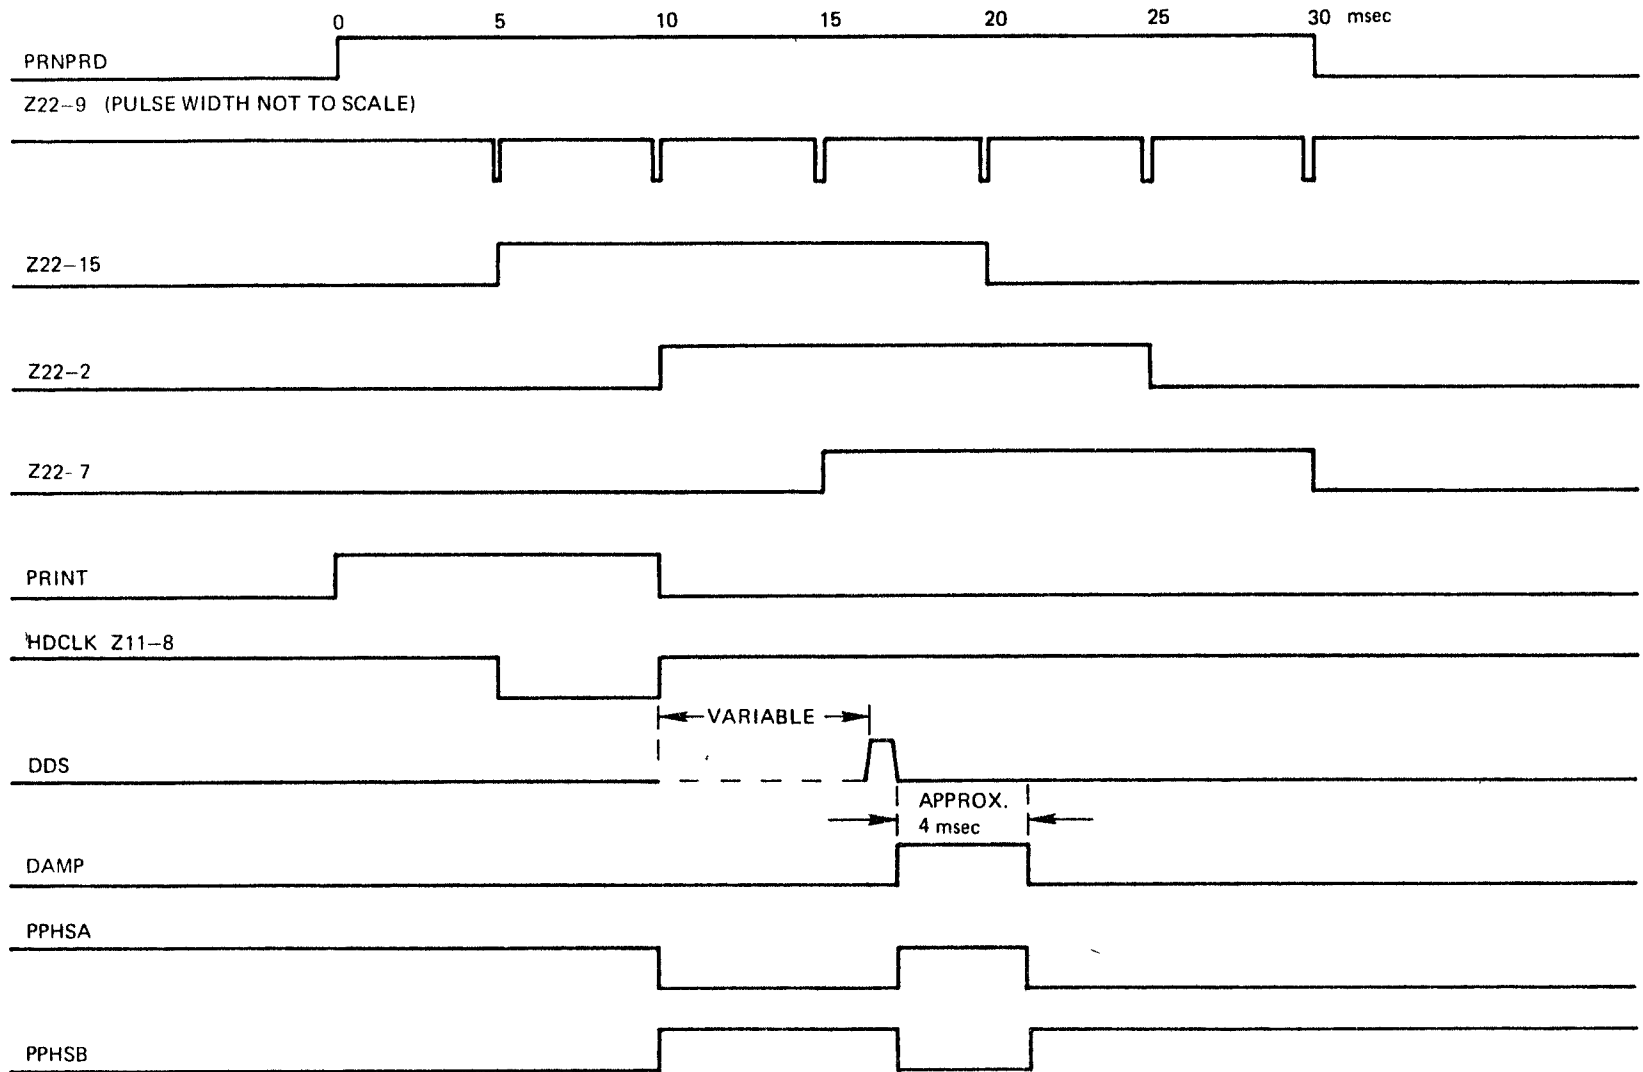 0 5 10 15 20 25 30 msec
PRNPRD
Z22-9 (PULSE WIDTH NOT TO SCALE)
Z22-15
Z22-2
Z22-7
PRINT
HDCLK Z11-8
VARIABLE
DDS
APPROX.
4 msec
DAMP
PPHSA
PPHSB